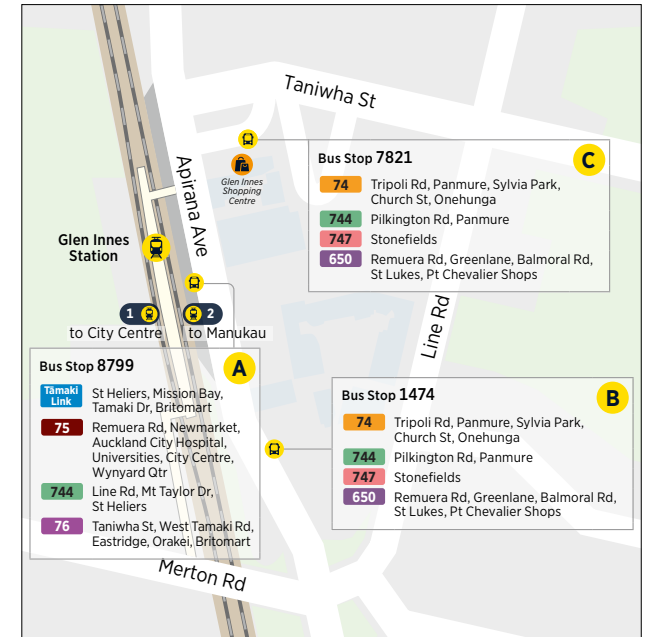 Taniwha St
Apirana Ave
Glen Innes
Shopping
Centre
Bus Stop 7821
C
74 Tripoli Rd, Panmure, Sylvia Park,
Church St, Onehunga
744 Pilkington Rd, Panmure
747 Stonefields
650 Remuera Rd, Greenlane, Balmoral Rd,
St Lukes, Pt Chevalier Shops
Glen Innes
Station
1
2
to City Centre
to Manukau
Line Rd
Bus Stop 8799
A
Tāmaki
Link
St Heliers, Mission Bay,
Tamaki Dr, Britomart
75 Remuera Rd, Newmarket,
Auckland City Hospital,
Universities, City Centre,
Wynyard Qtr
744 Line Rd, Mt Taylor Dr,
St Heliers
76 Taniwha St, West Tamaki Rd,
Eastridge, Orakei, Britomart
Bus Stop 1474
B
74 Tripoli Rd, Panmure, Sylvia Park,
Church St, Onehunga
744 Pilkington Rd, Panmure
747 Stonefields
650 Remuera Rd, Greenlane, Balmoral Rd,
St Lukes, Pt Chevalier Shops
Merton Rd